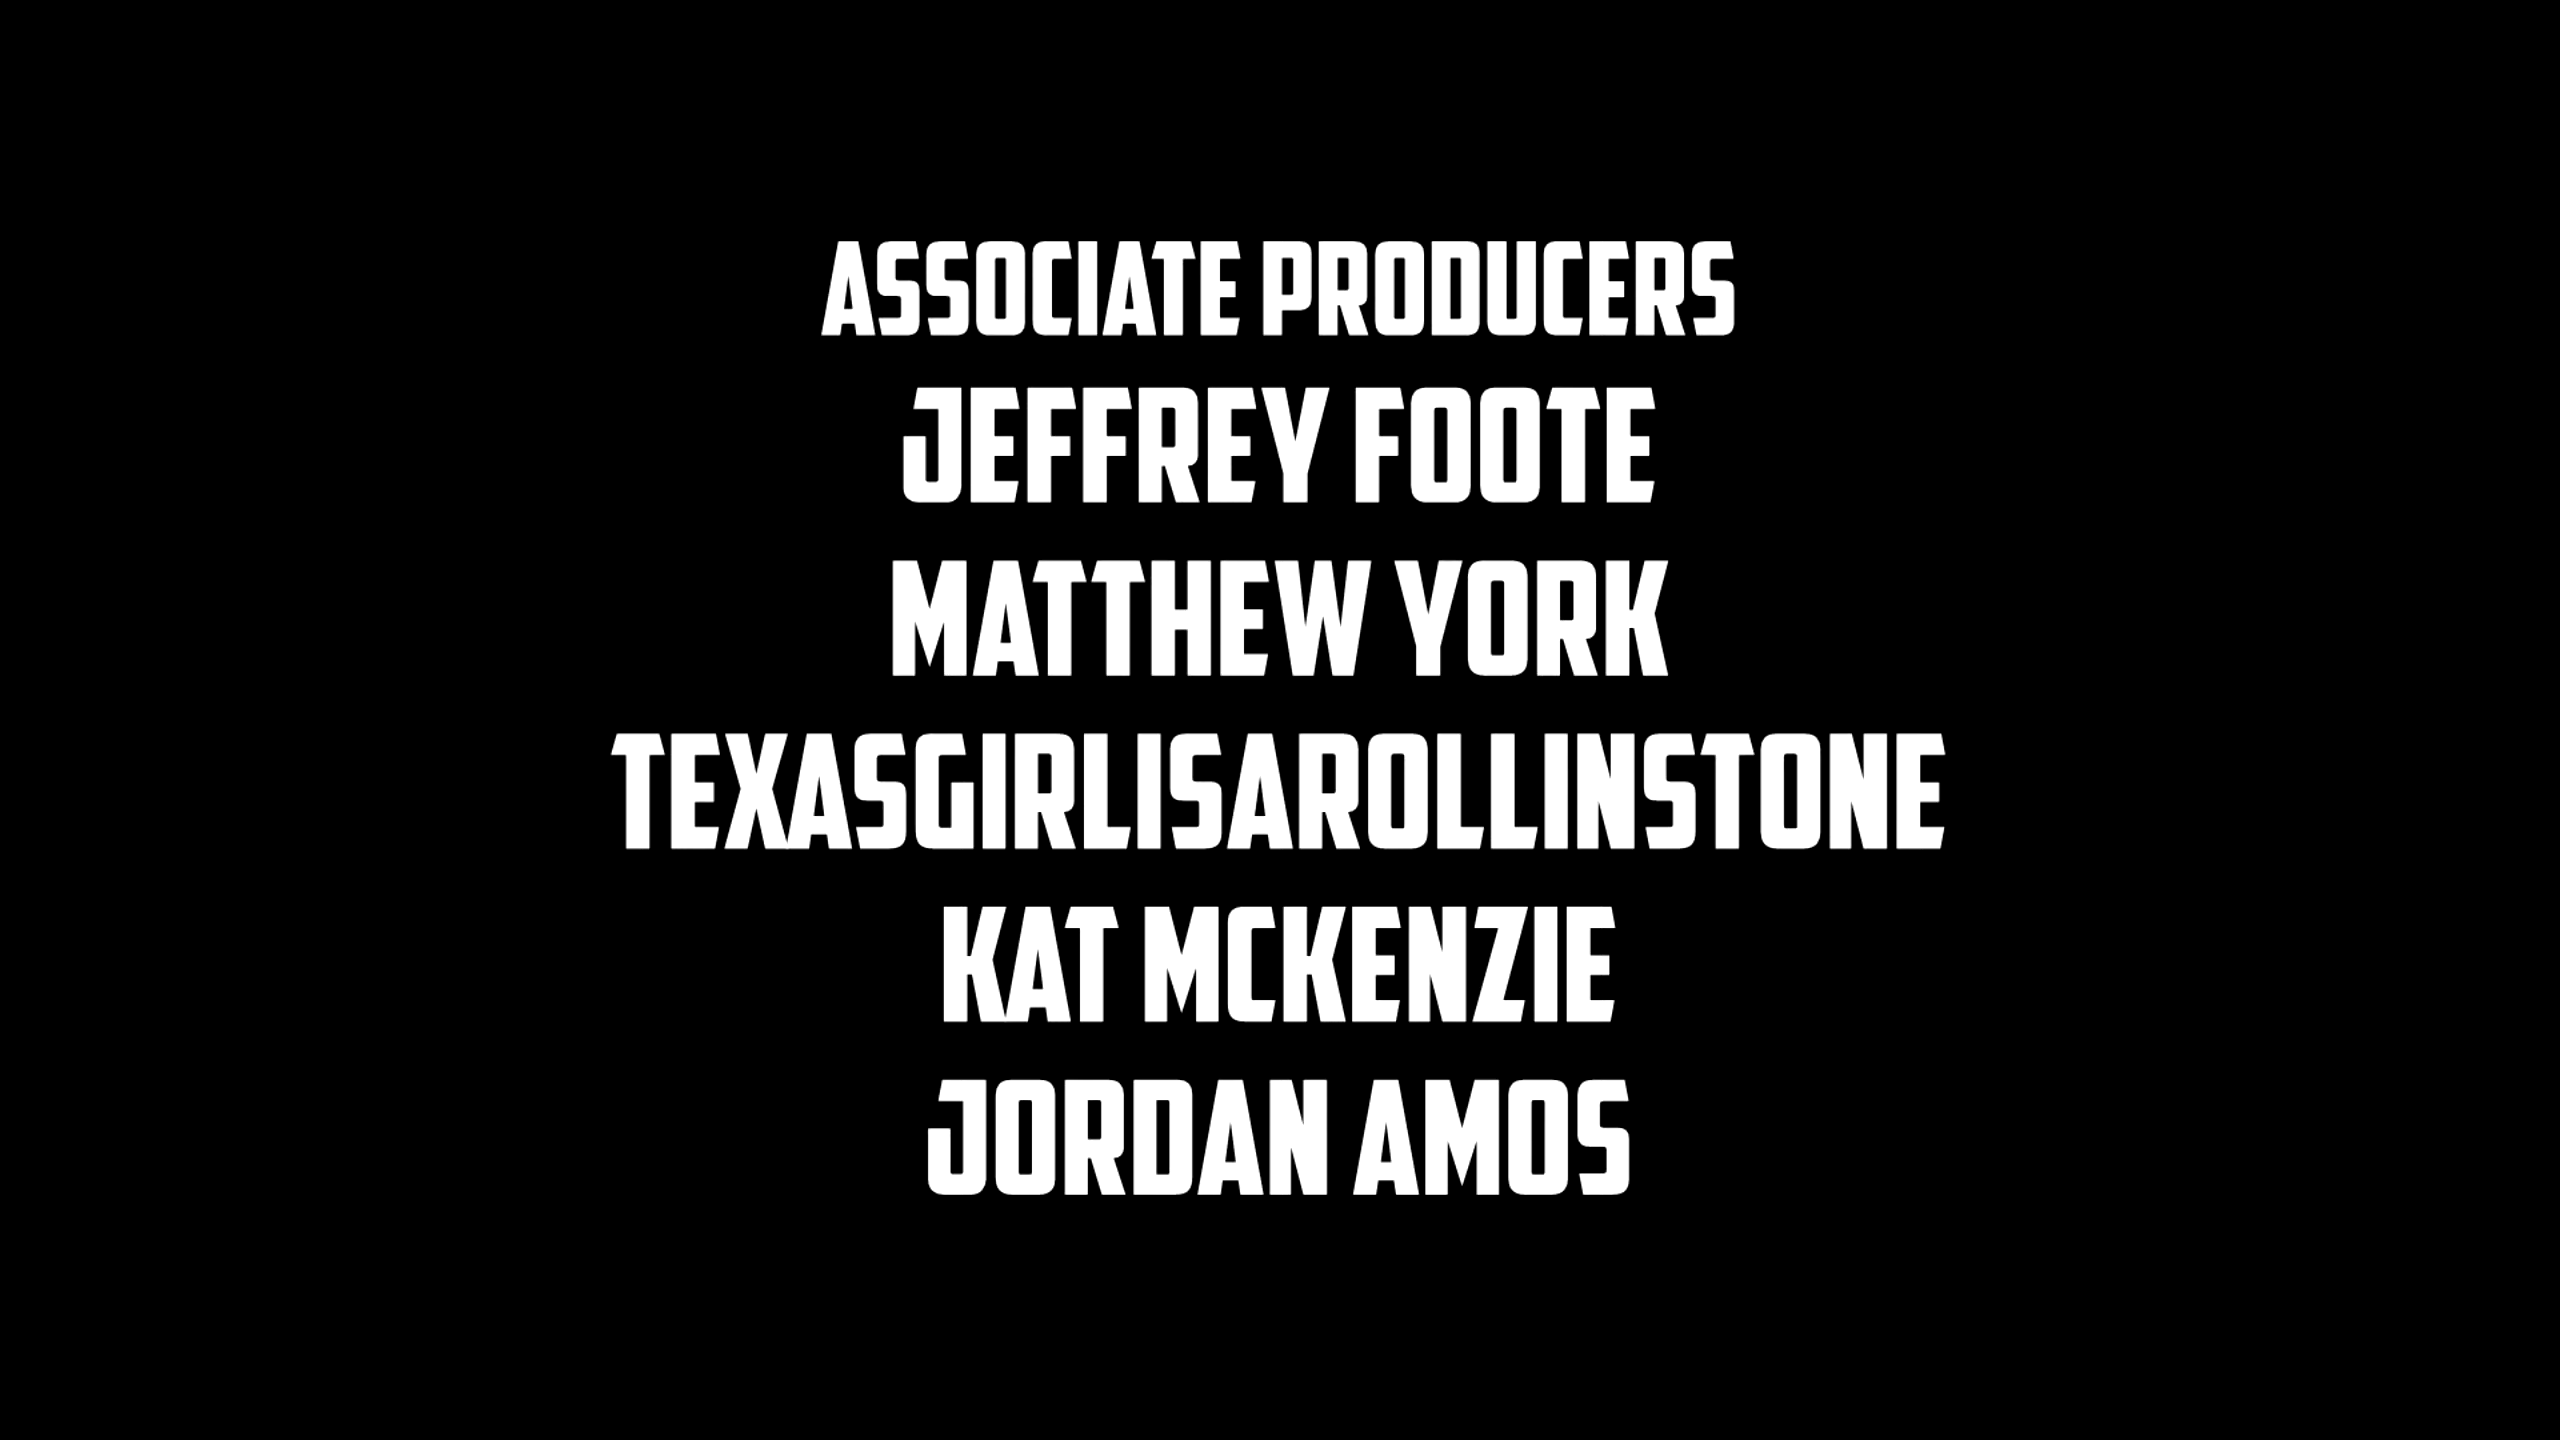 ASSOCIATE PRODUCERS
JEFFREY FOOTE
MATTHEW YORK
TEXASGIRLISAROLLINSTONE
KAT MCKENZIE
JORDAN AMOS